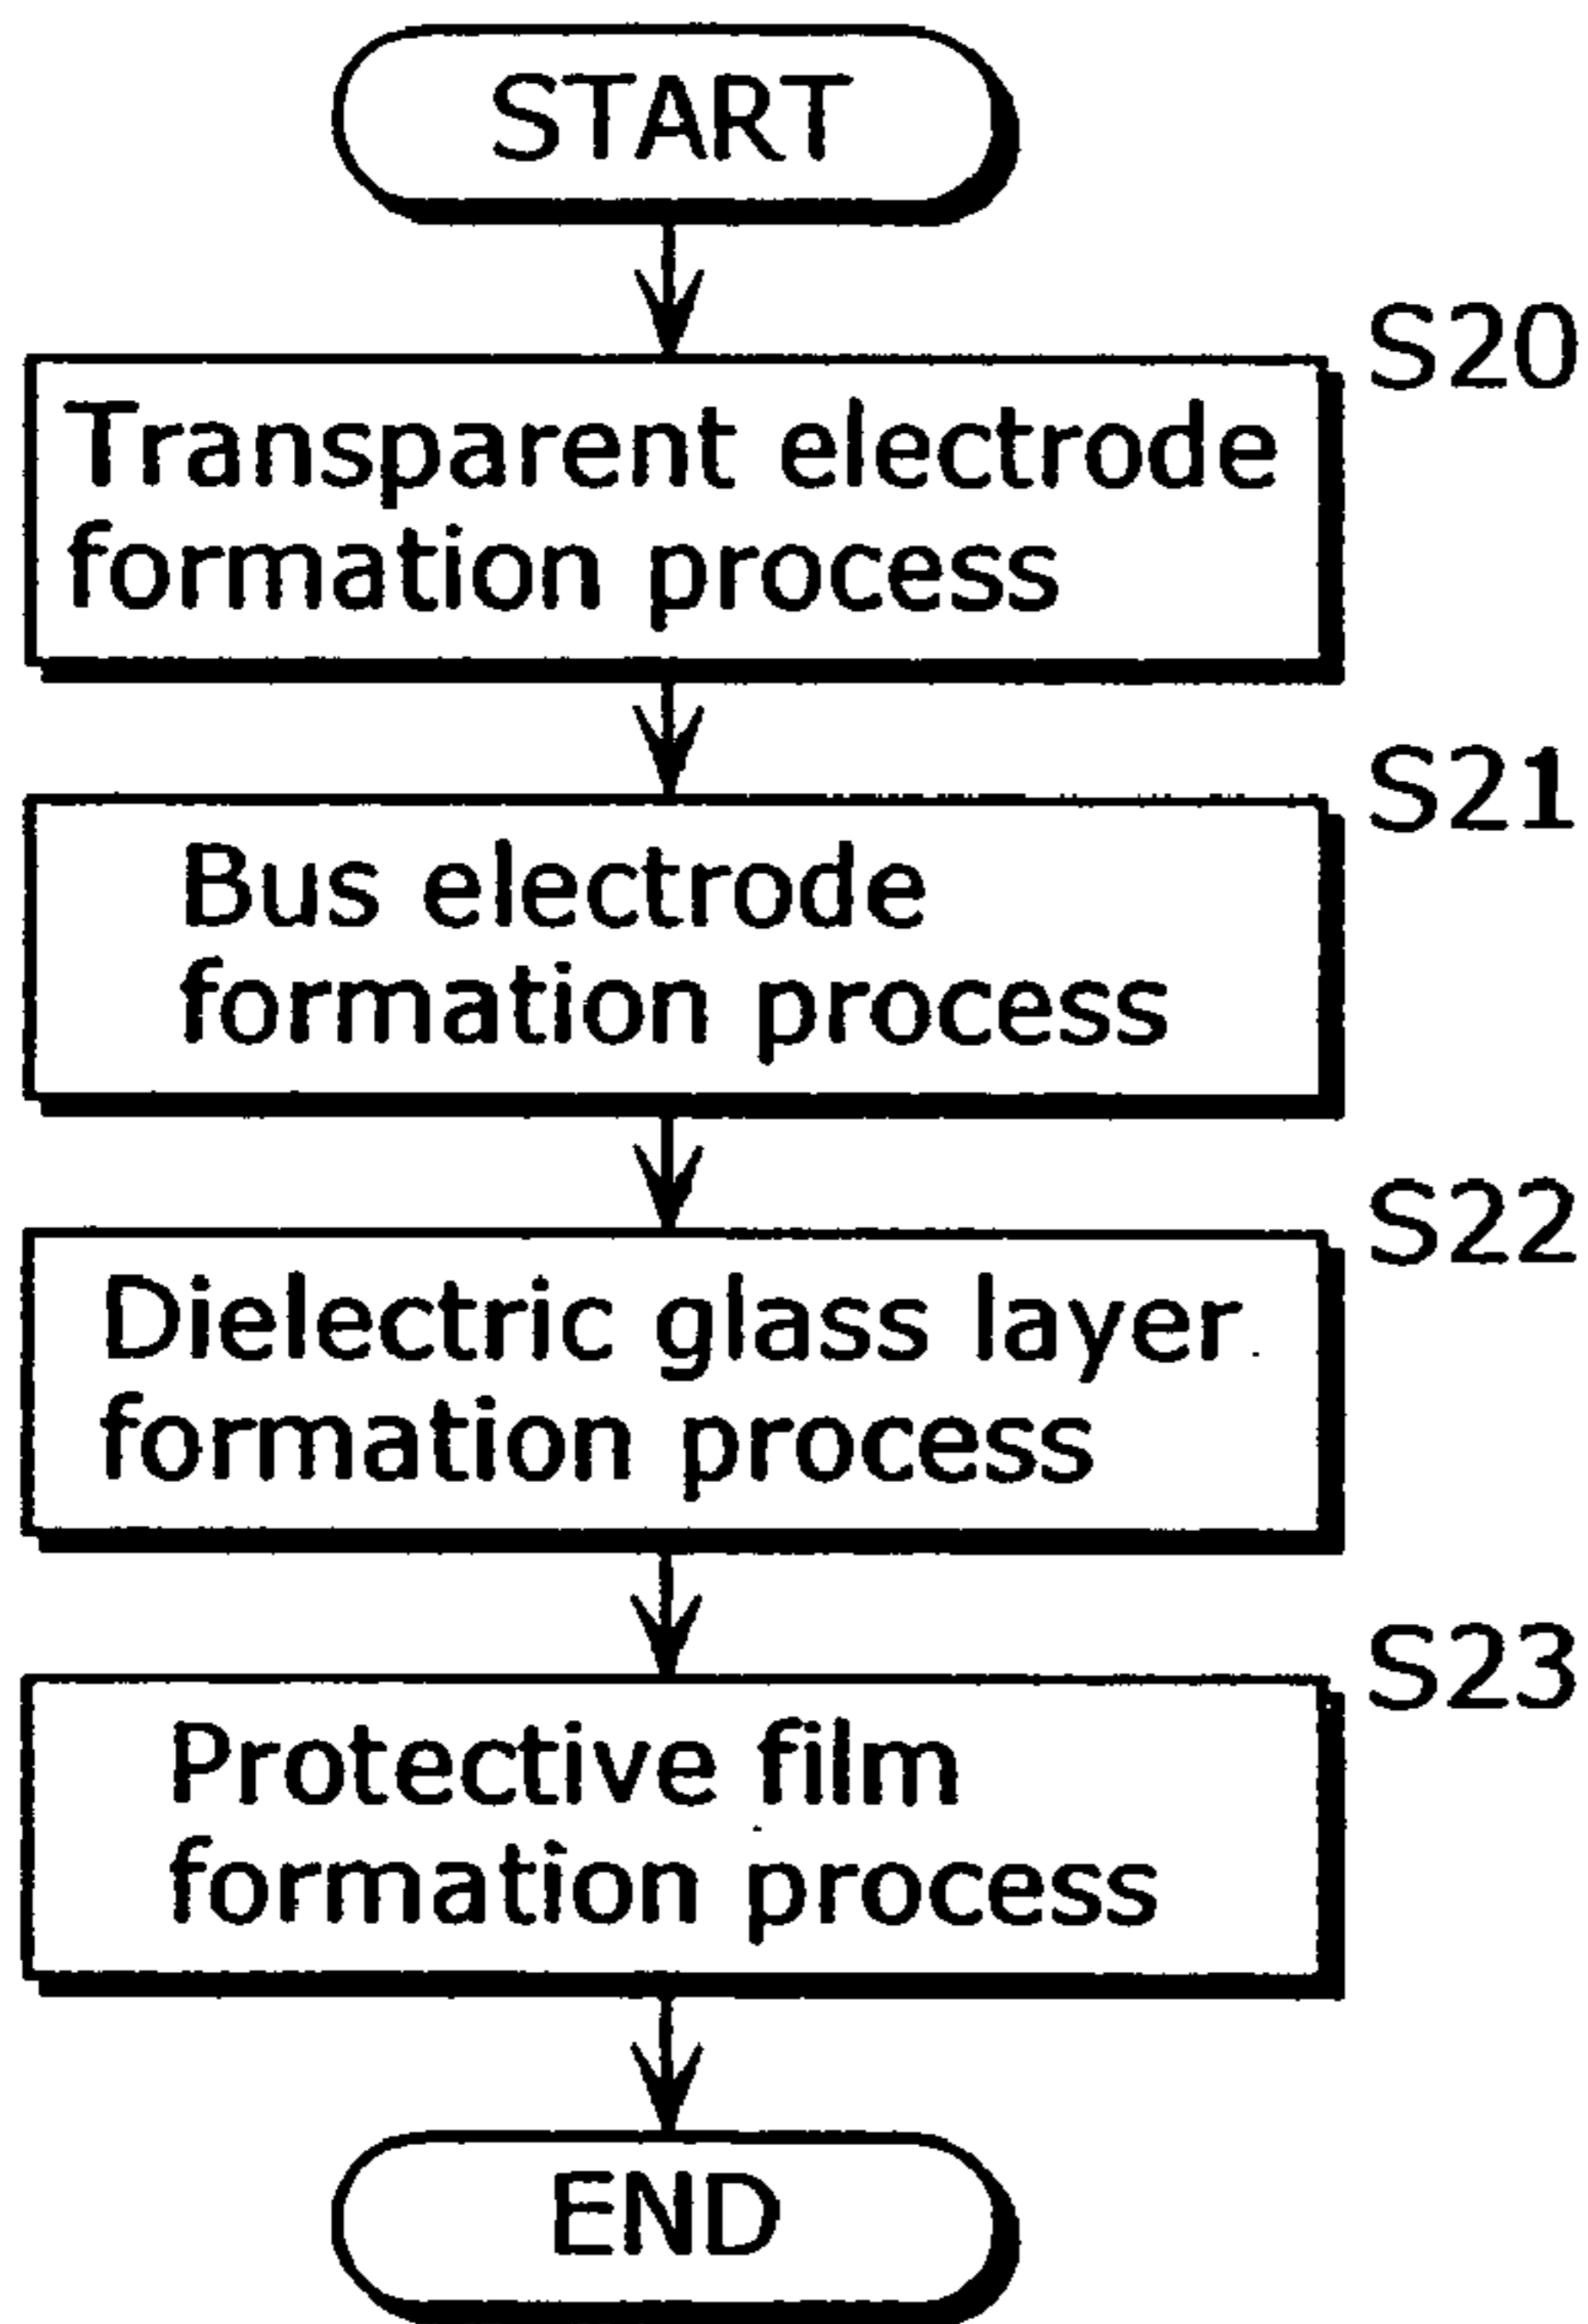 START
S20
Transparent electrode
formation process
S21
Bus electrode
formation process
S22
Dielectric glass layer
formation process
S23
Protective film
formation process
END